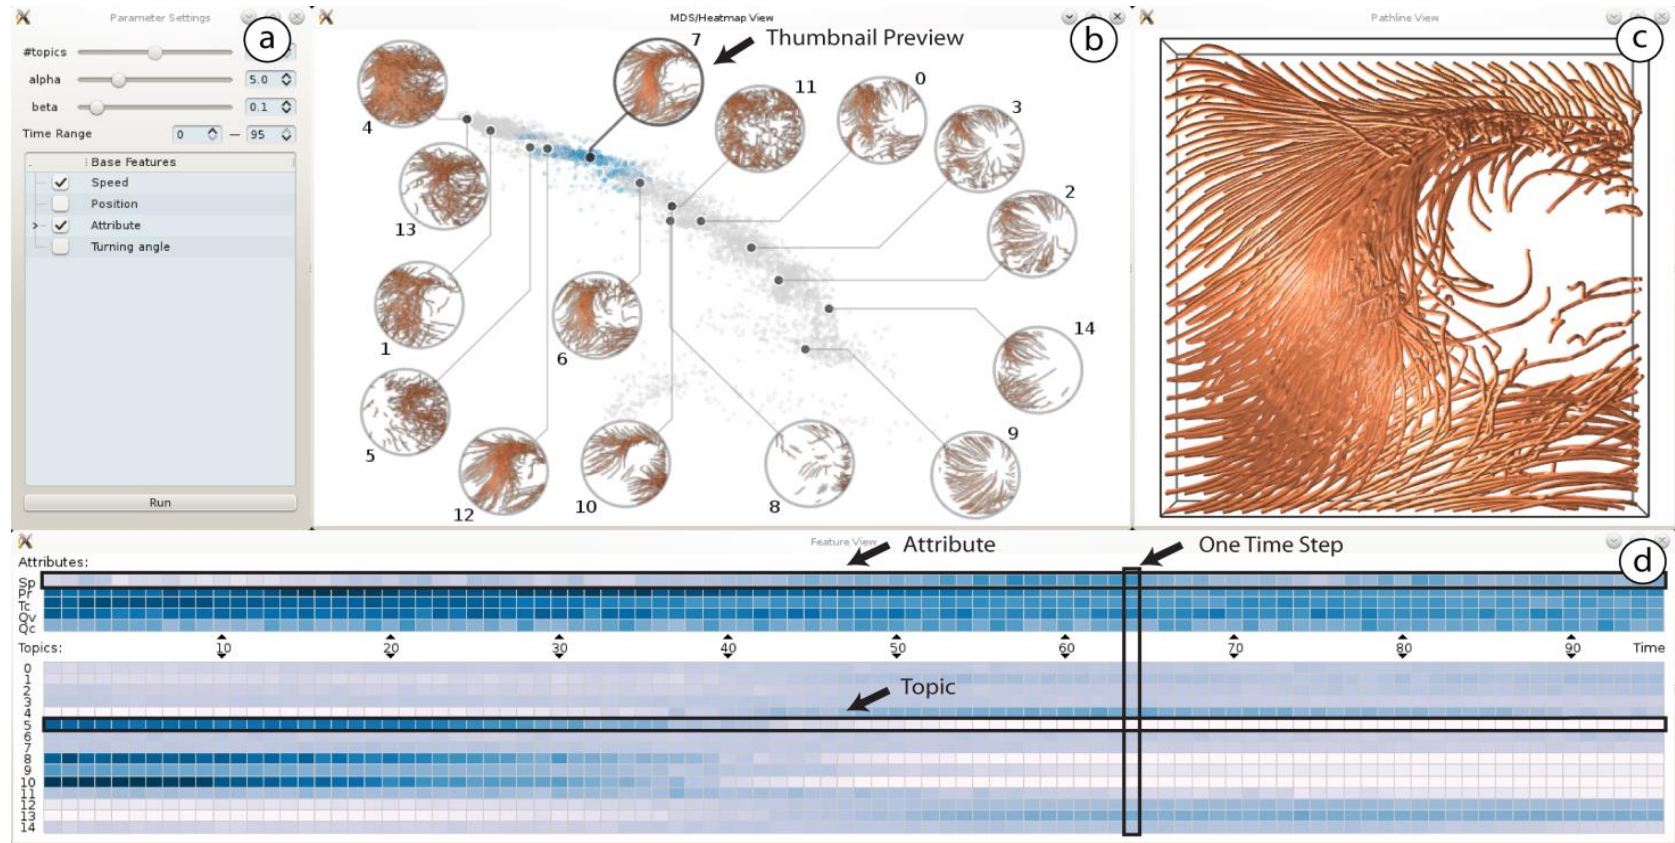 Parameter Settings
a
#topics
alpha 5.0
beta 0.1
Time Range 0 — 95
Base Features
Speed
Position
Attribute
Turning angle
Run
MDS/Heatmap View
b
Thumbnail Preview
7
4
11
0
3
13
2
1
6
14
5
9
12
10
8
Pathline View
c
Feature View
d
Attribute
One Time Step
Attributes:
Sp
Pr
Tc
Qv
Qc
Topics: 10 20 30 40 50 60 70 80 90 Time
Topic
0
1
2
3
4
5
6
7
8
9
10
11
12
13
14